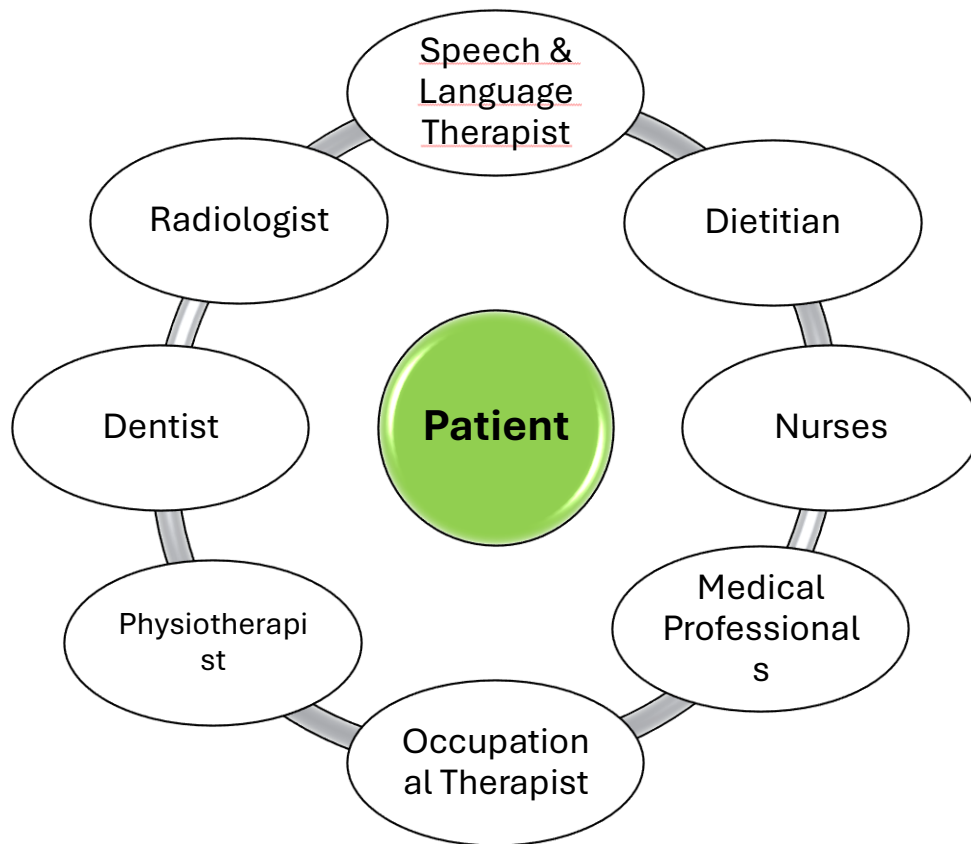 Speech &
Language
Therapist
Radiologist
Dietitian
Dentist
Patient
Nurses
Physiotherapi
st
Medical
Professional
s
Occupation
al Therapist